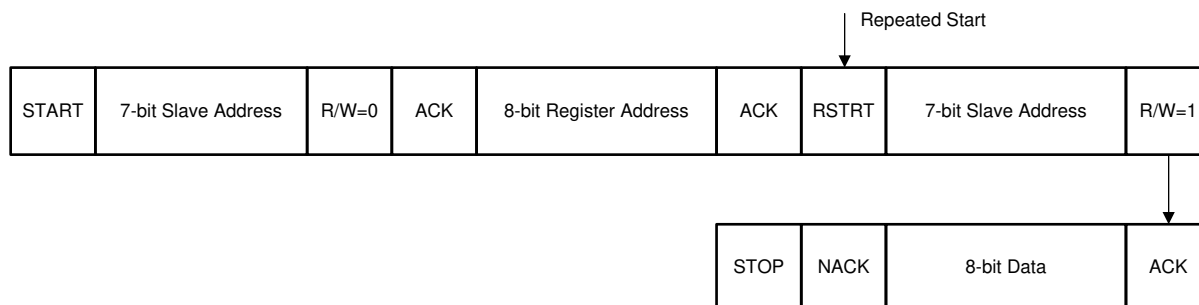 Repeated Start
START 7-bit Slave Address R/W=0 ACK 8-bit Register Address ACK RSTRT 7-bit Slave Address R/W=1
STOP NACK 8-bit Data ACK